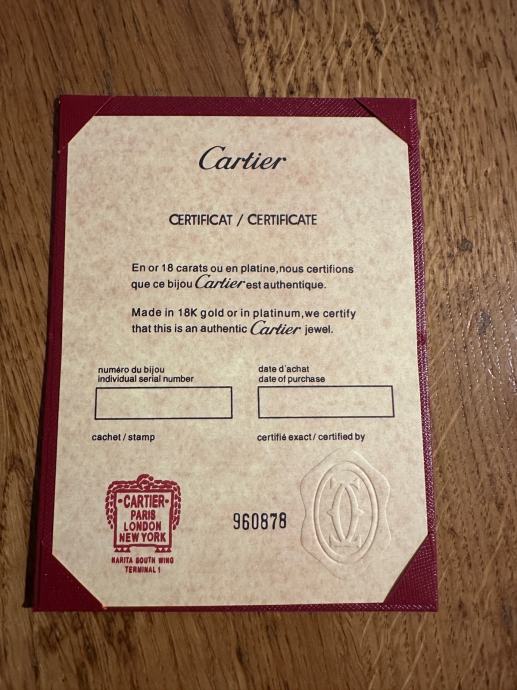 Cartier
CERTIFICAT / CERTIFICATE
En or 18 carats ou en platine,nous certifions
que ce bijou Cartier est authentique.
Made in 18K gold or in platinum,we certify
that this is an authentic Cartier jewel.
numéro du bijou
individual serial number
date d'achat
date of purchase
cachet / stamp
certifié exact / certified by
CARTIER
PARIS
LONDON
NEW YORK
NARITA SOUTH WING
TERMINAL 1
960878